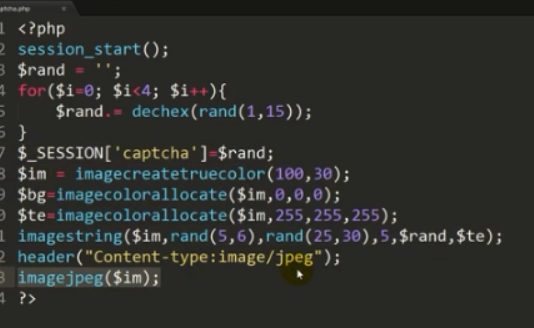 ptcha.php
1 <?php
2 session_start();
3 $rand = '';
4 for($i=0; $i<4; $i++){
5 $rand.= dechex(rand(1,15));
6 }
7 $_SESSION['captcha']=$rand;
8 $im = imagecreatetruecolor(100,30);
9 $bg=imagecolorallocate($im,0,0,0);
0 $te=imagecolorallocate($im,255,255,255);
1 imagestring($im,rand(5,6),rand(25,30),5,$rand,$te);
2 header("Content-type:image/jpeg");
3 imagejpeg($im);
4 ?>